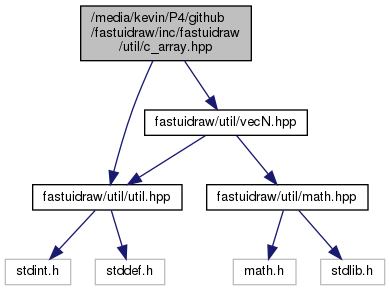 /media/kevin/P4/github
/fastuidraw/inc/fastuidraw
/util/c_array.hpp
fastuidraw/util/vecN.hpp
fastuidraw/util/util.hpp
fastuidraw/util/math.hpp
stdint.h
stddef.h
math.h
stdlib.h